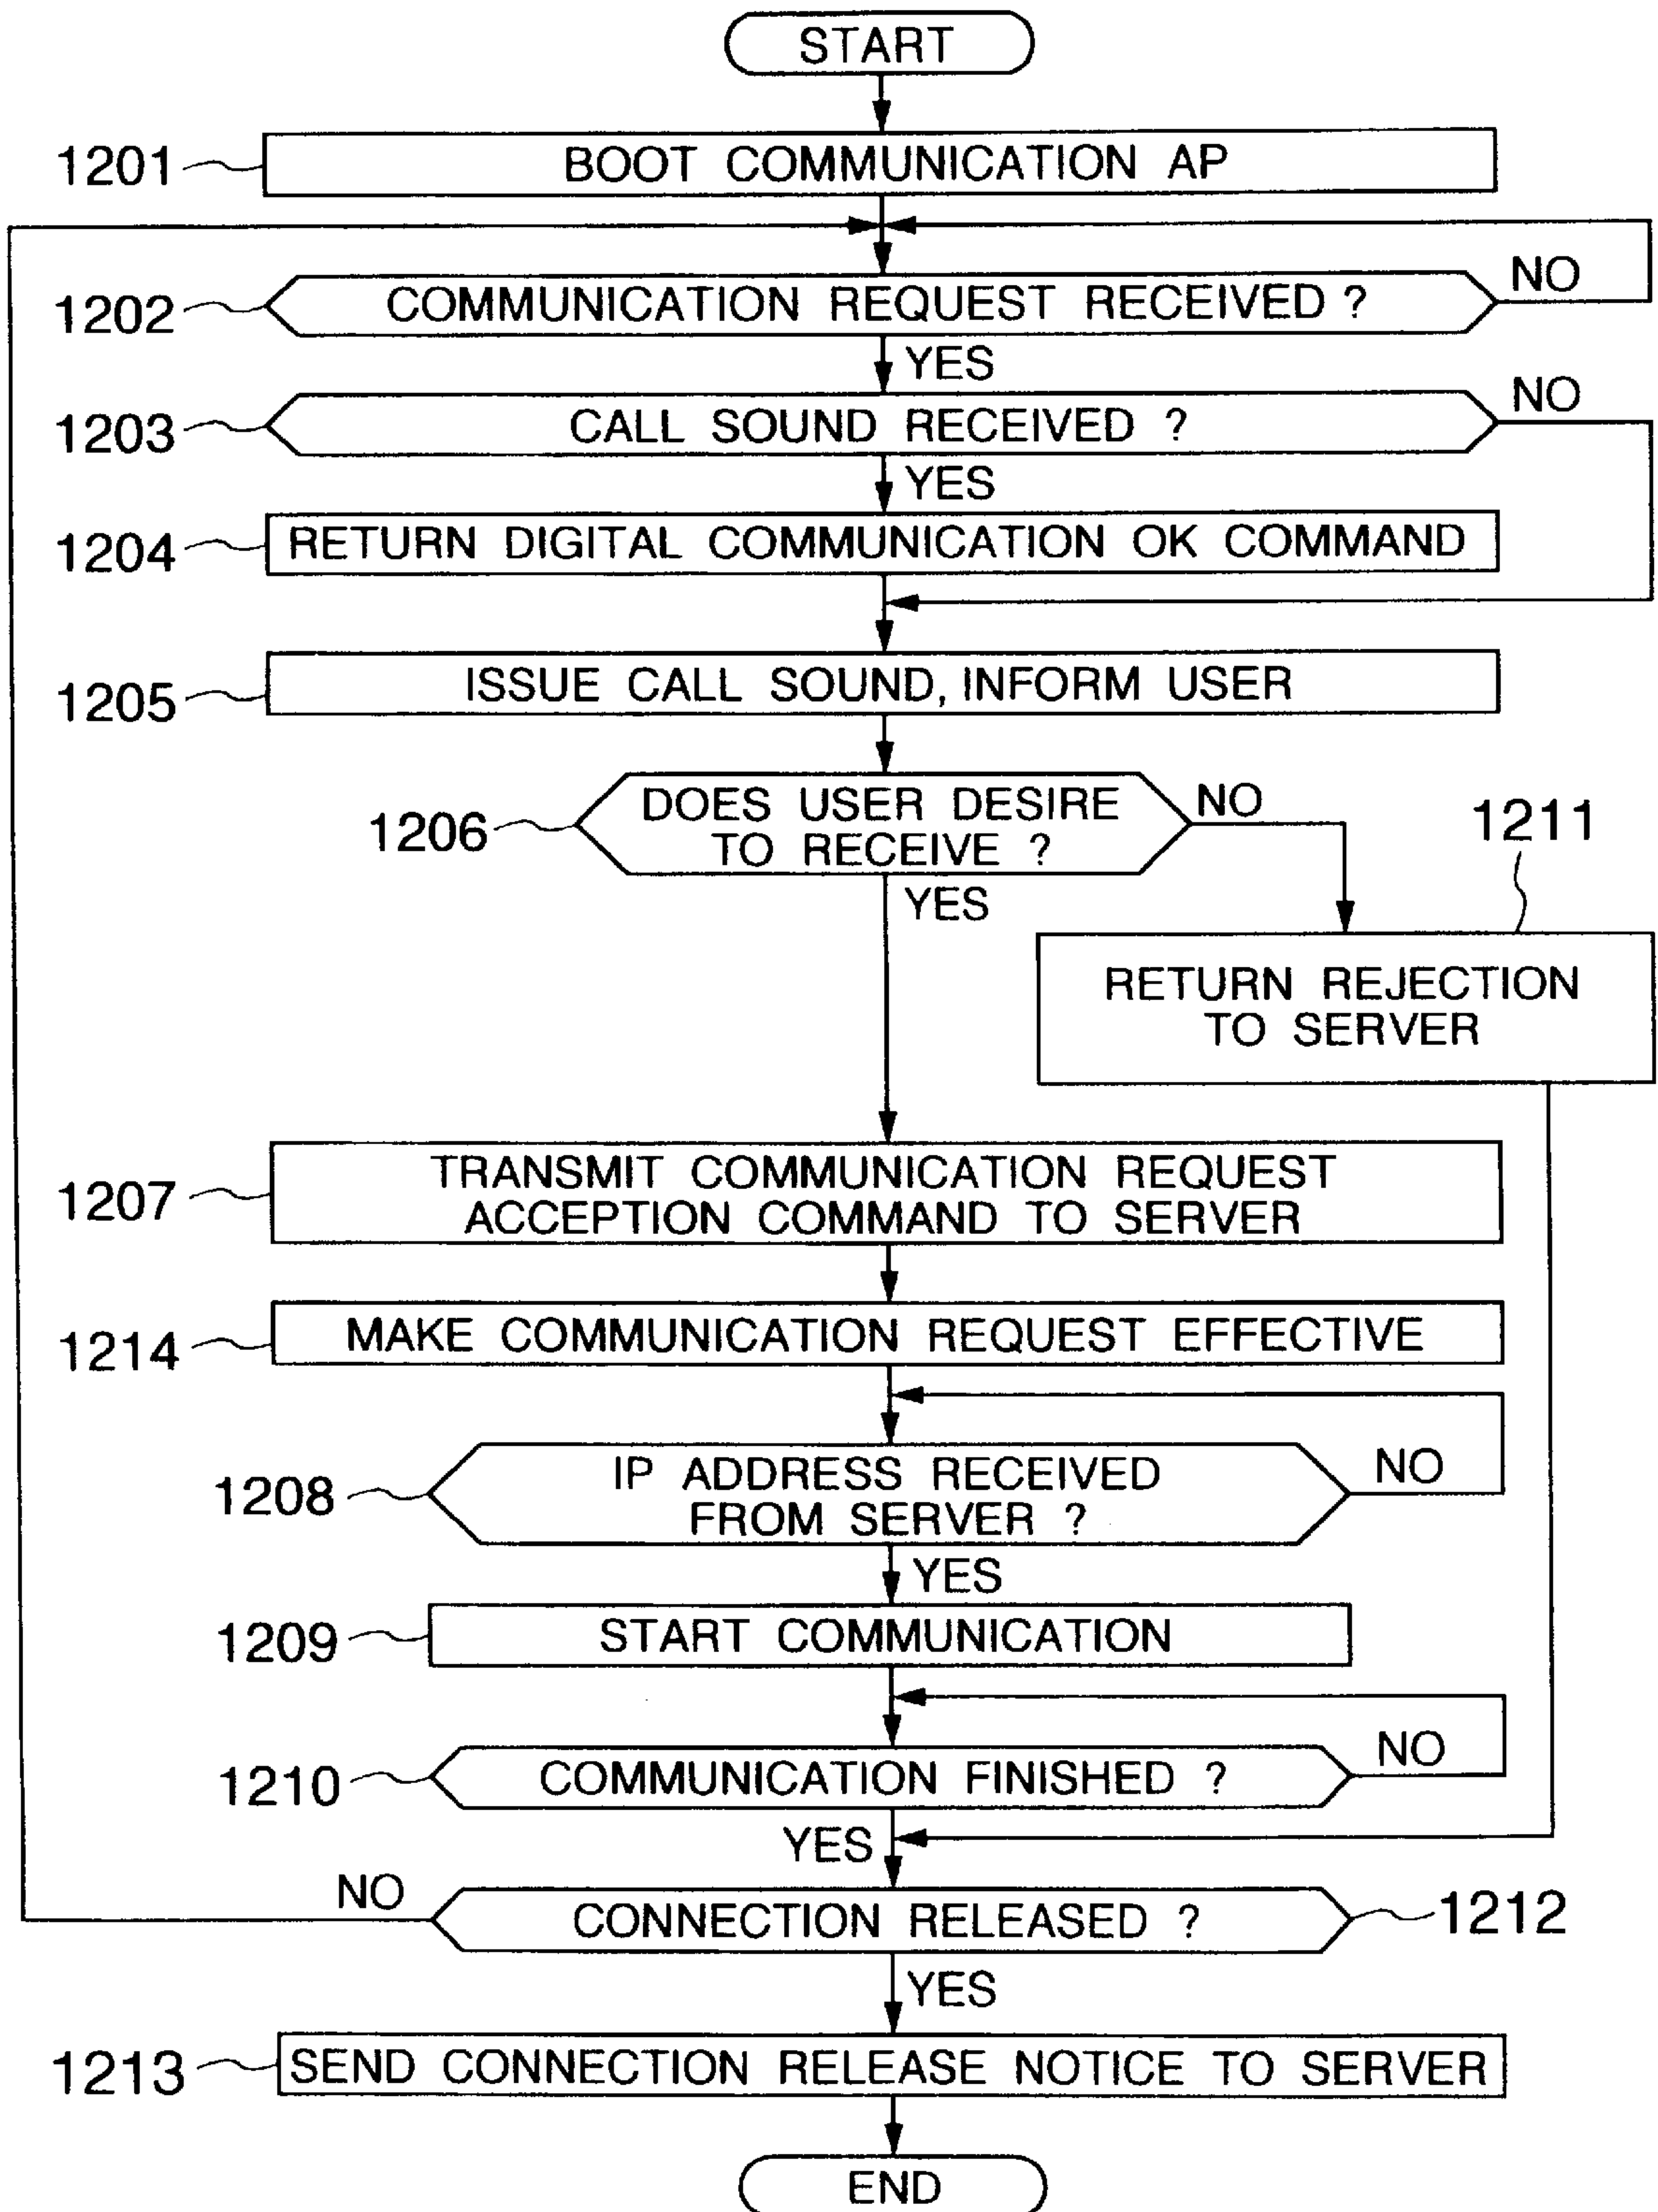 START
1201
BOOT COMMUNICATION AP
1202
COMMUNICATION REQUEST RECEIVED ?
NO
YES
1203
CALL SOUND RECEIVED ?
NO
YES
1204
RETURN DIGITAL COMMUNICATION OK COMMAND
1205
ISSUE CALL SOUND, INFORM USER
1206
DOES USER DESIRE
TO RECEIVE ?
NO
YES
1211
RETURN REJECTION
TO SERVER
1207
TRANSMIT COMMUNICATION REQUEST
ACCEPTION COMMAND TO SERVER
1214
MAKE COMMUNICATION REQUEST EFFECTIVE
1208
IP ADDRESS RECEIVED
FROM SERVER ?
NO
YES
1209
START COMMUNICATION
1210
COMMUNICATION FINISHED ?
NO
YES
NO
CONNECTION RELEASED ?
1212
YES
1213
SEND CONNECTION RELEASE NOTICE TO SERVER
END